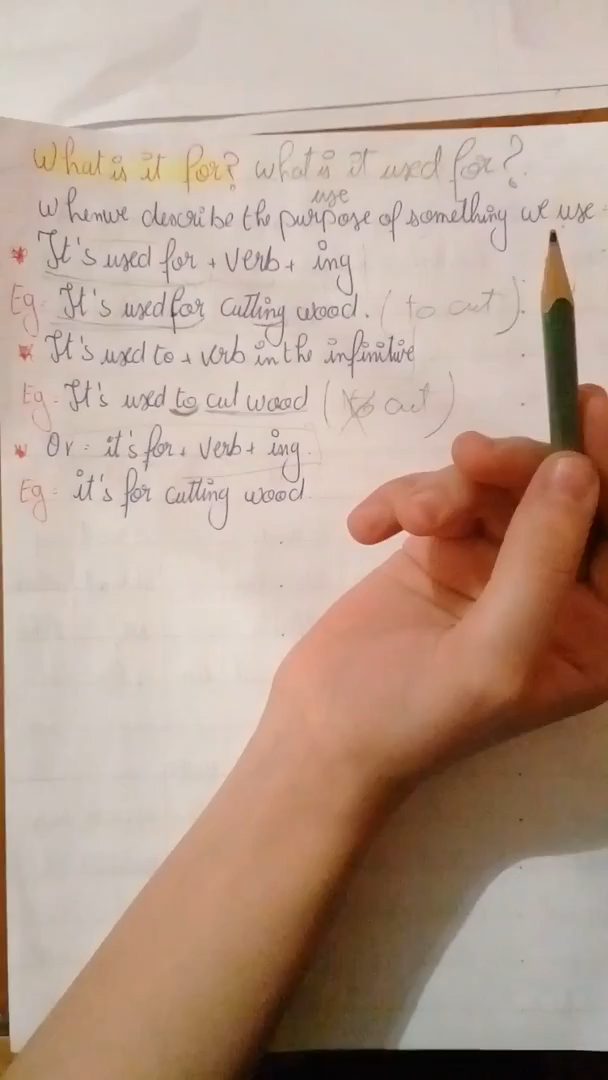 What is it for? what is it used for?
use
When we describe the purpose of something we use
* It's used for + verb + ing
Eg: It's used for cutting wood. (to cut)
* It's used to + verb in the infinitive
Eg. It's used to cut wood (to cut)
* Or: it's for + verb + ing.
Eg: it's for cutting wood.